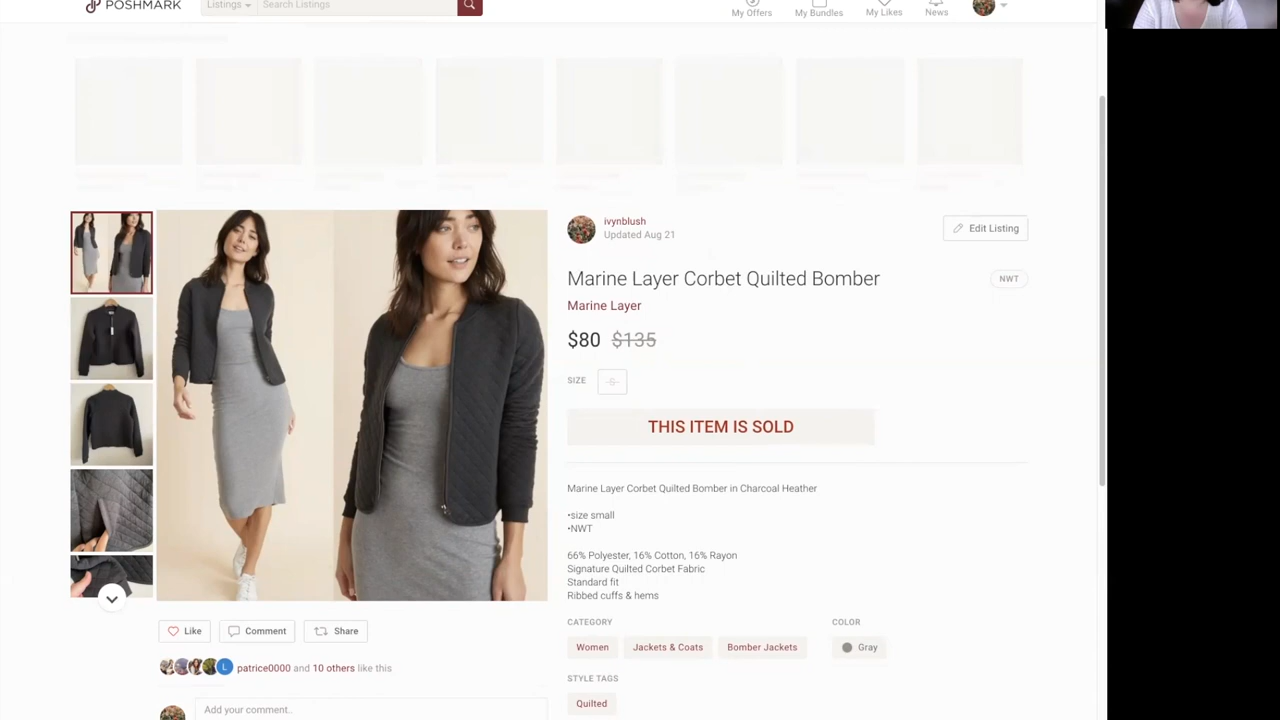 POSHMARK
Listings
Search Listings
My Offers
My Bundles
My Likes
News
ivynblush
Updated Aug 21
Edit Listing
Marine Layer Corbet Quilted Bomber
NWT
Marine Layer
$80 $135
SIZE S
THIS ITEM IS SOLD
Marine Layer Corbet Quilted Bomber in Charcoal Heather
•size small
•NWT
66% Polyester, 16% Cotton, 16% Rayon
Signature Quilted Corbet Fabric
Standard fit
Ribbed cuffs & hems
CATEGORY
COLOR
Women
Jackets & Coats
Bomber Jackets
Gray
STYLE TAGS
Quilted
Like
Comment
Share
L
patrice0000 and 10 others like this
Add your comment..